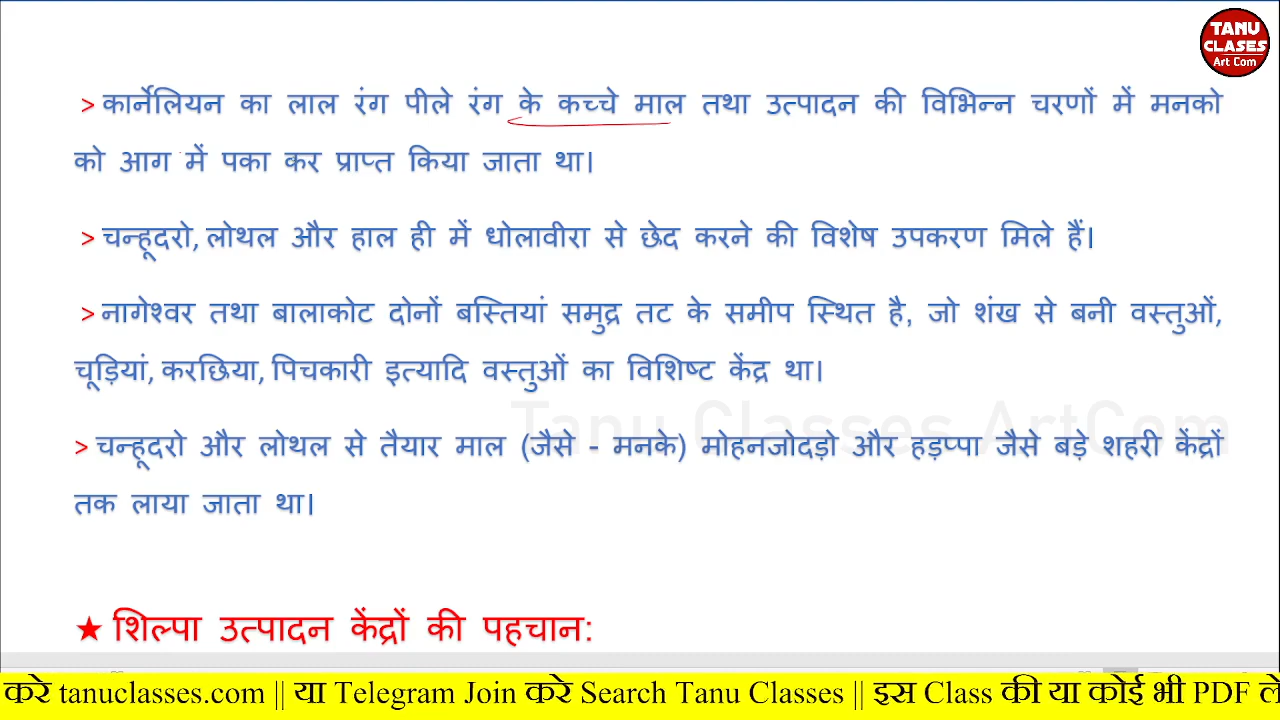 TANU
CLASES
Art Com
> कार्नेलियन का लाल रंग पीले रंग के कच्चे माल तथा उत्पादन की विभिन्न चरणों में मनको
को आग में पका कर प्राप्त किया जाता था।
> चन्हूदरो, लोथल और हाल ही में धोलावीरा से छेद करने की विशेष उपकरण मिले हैं।
> नागेश्वर तथा बालाकोट दोनों बस्तियां समुद्र तट के समीप स्थित है, जो शंख से बनी वस्तुओं,
चूड़ियां, करछिया, पिचकारी इत्यादि वस्तुओं का विशिष्ट केंद्र था।
Tanu Classes ArtCom
> चन्हूदरो और लोथल से तैयार माल (जैसे - मनके) मोहनजोदड़ो और हड़प्पा जैसे बड़े शहरी केंद्रों
तक लाया जाता था।
★ शिल्पा उत्पादन केंद्रों की पहचान:
करे tanuclasses.com || या Telegram Join करे Search Tanu Classes || इस Class की या कोई भी PDF ले